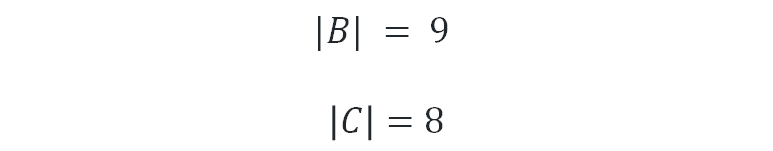 |B| = 9
|C| = 8